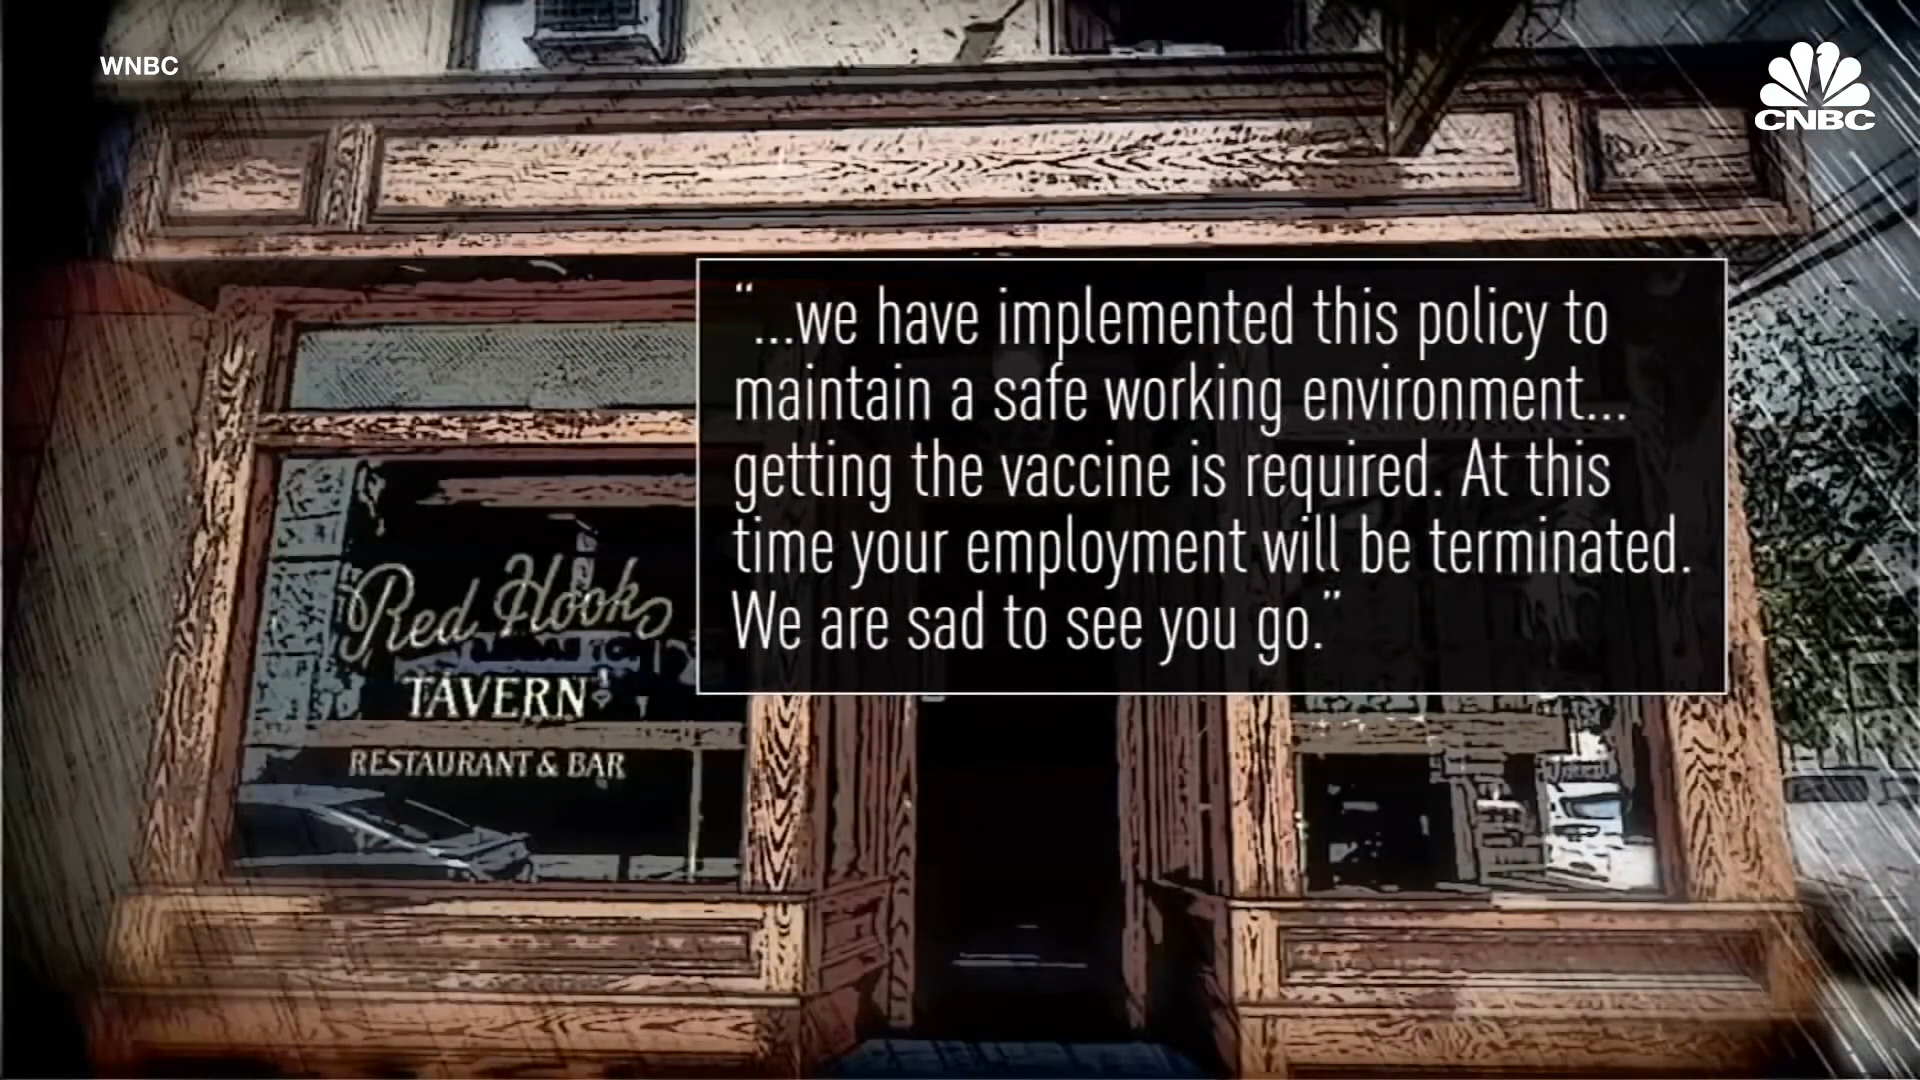 WNBC
CNBC
“...we have implemented this policy to
maintain a safe working environment...
getting the vaccine is required. At this
time your employment will be terminated.
We are sad to see you go.”
Red Hook
TAVERN
RESTAURANT & BAR